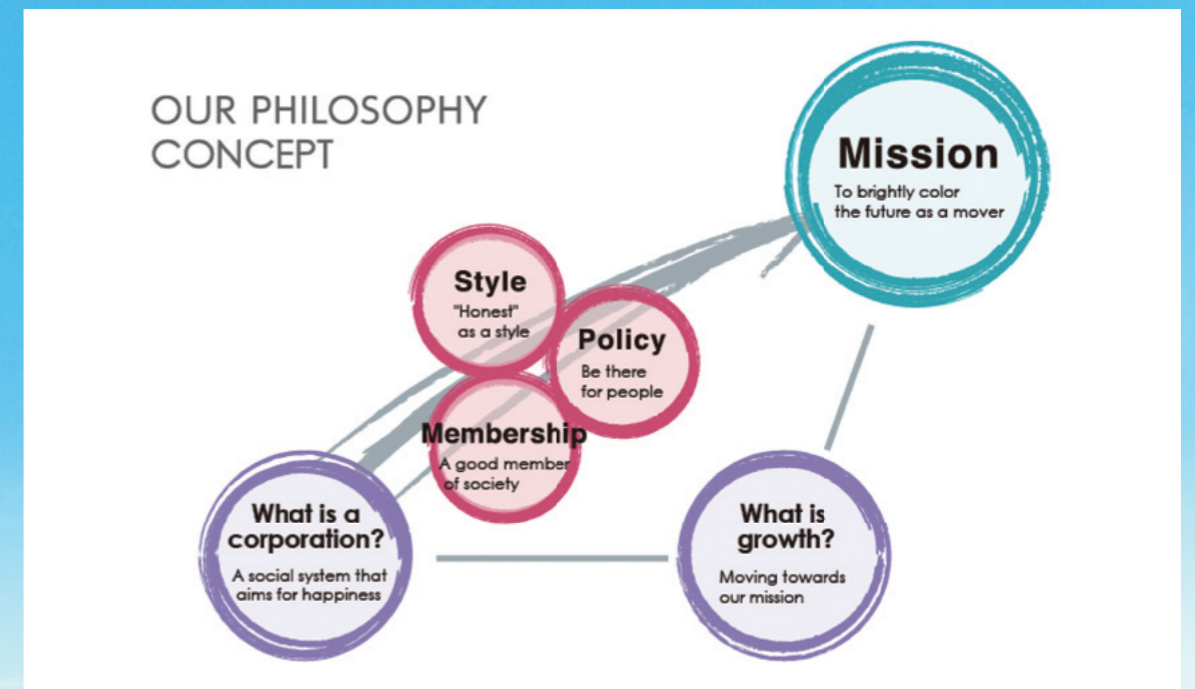 OUR PHILOSOPHY
CONCEPT
Mission
To brightly color
the future as a mover
Style
"Honest"
as a style
Policy
Be there
for people
Membership
A good member
of society
What is a
corporation?
A social system that
aims for happiness
What is
growth?
Moving towards
our mission